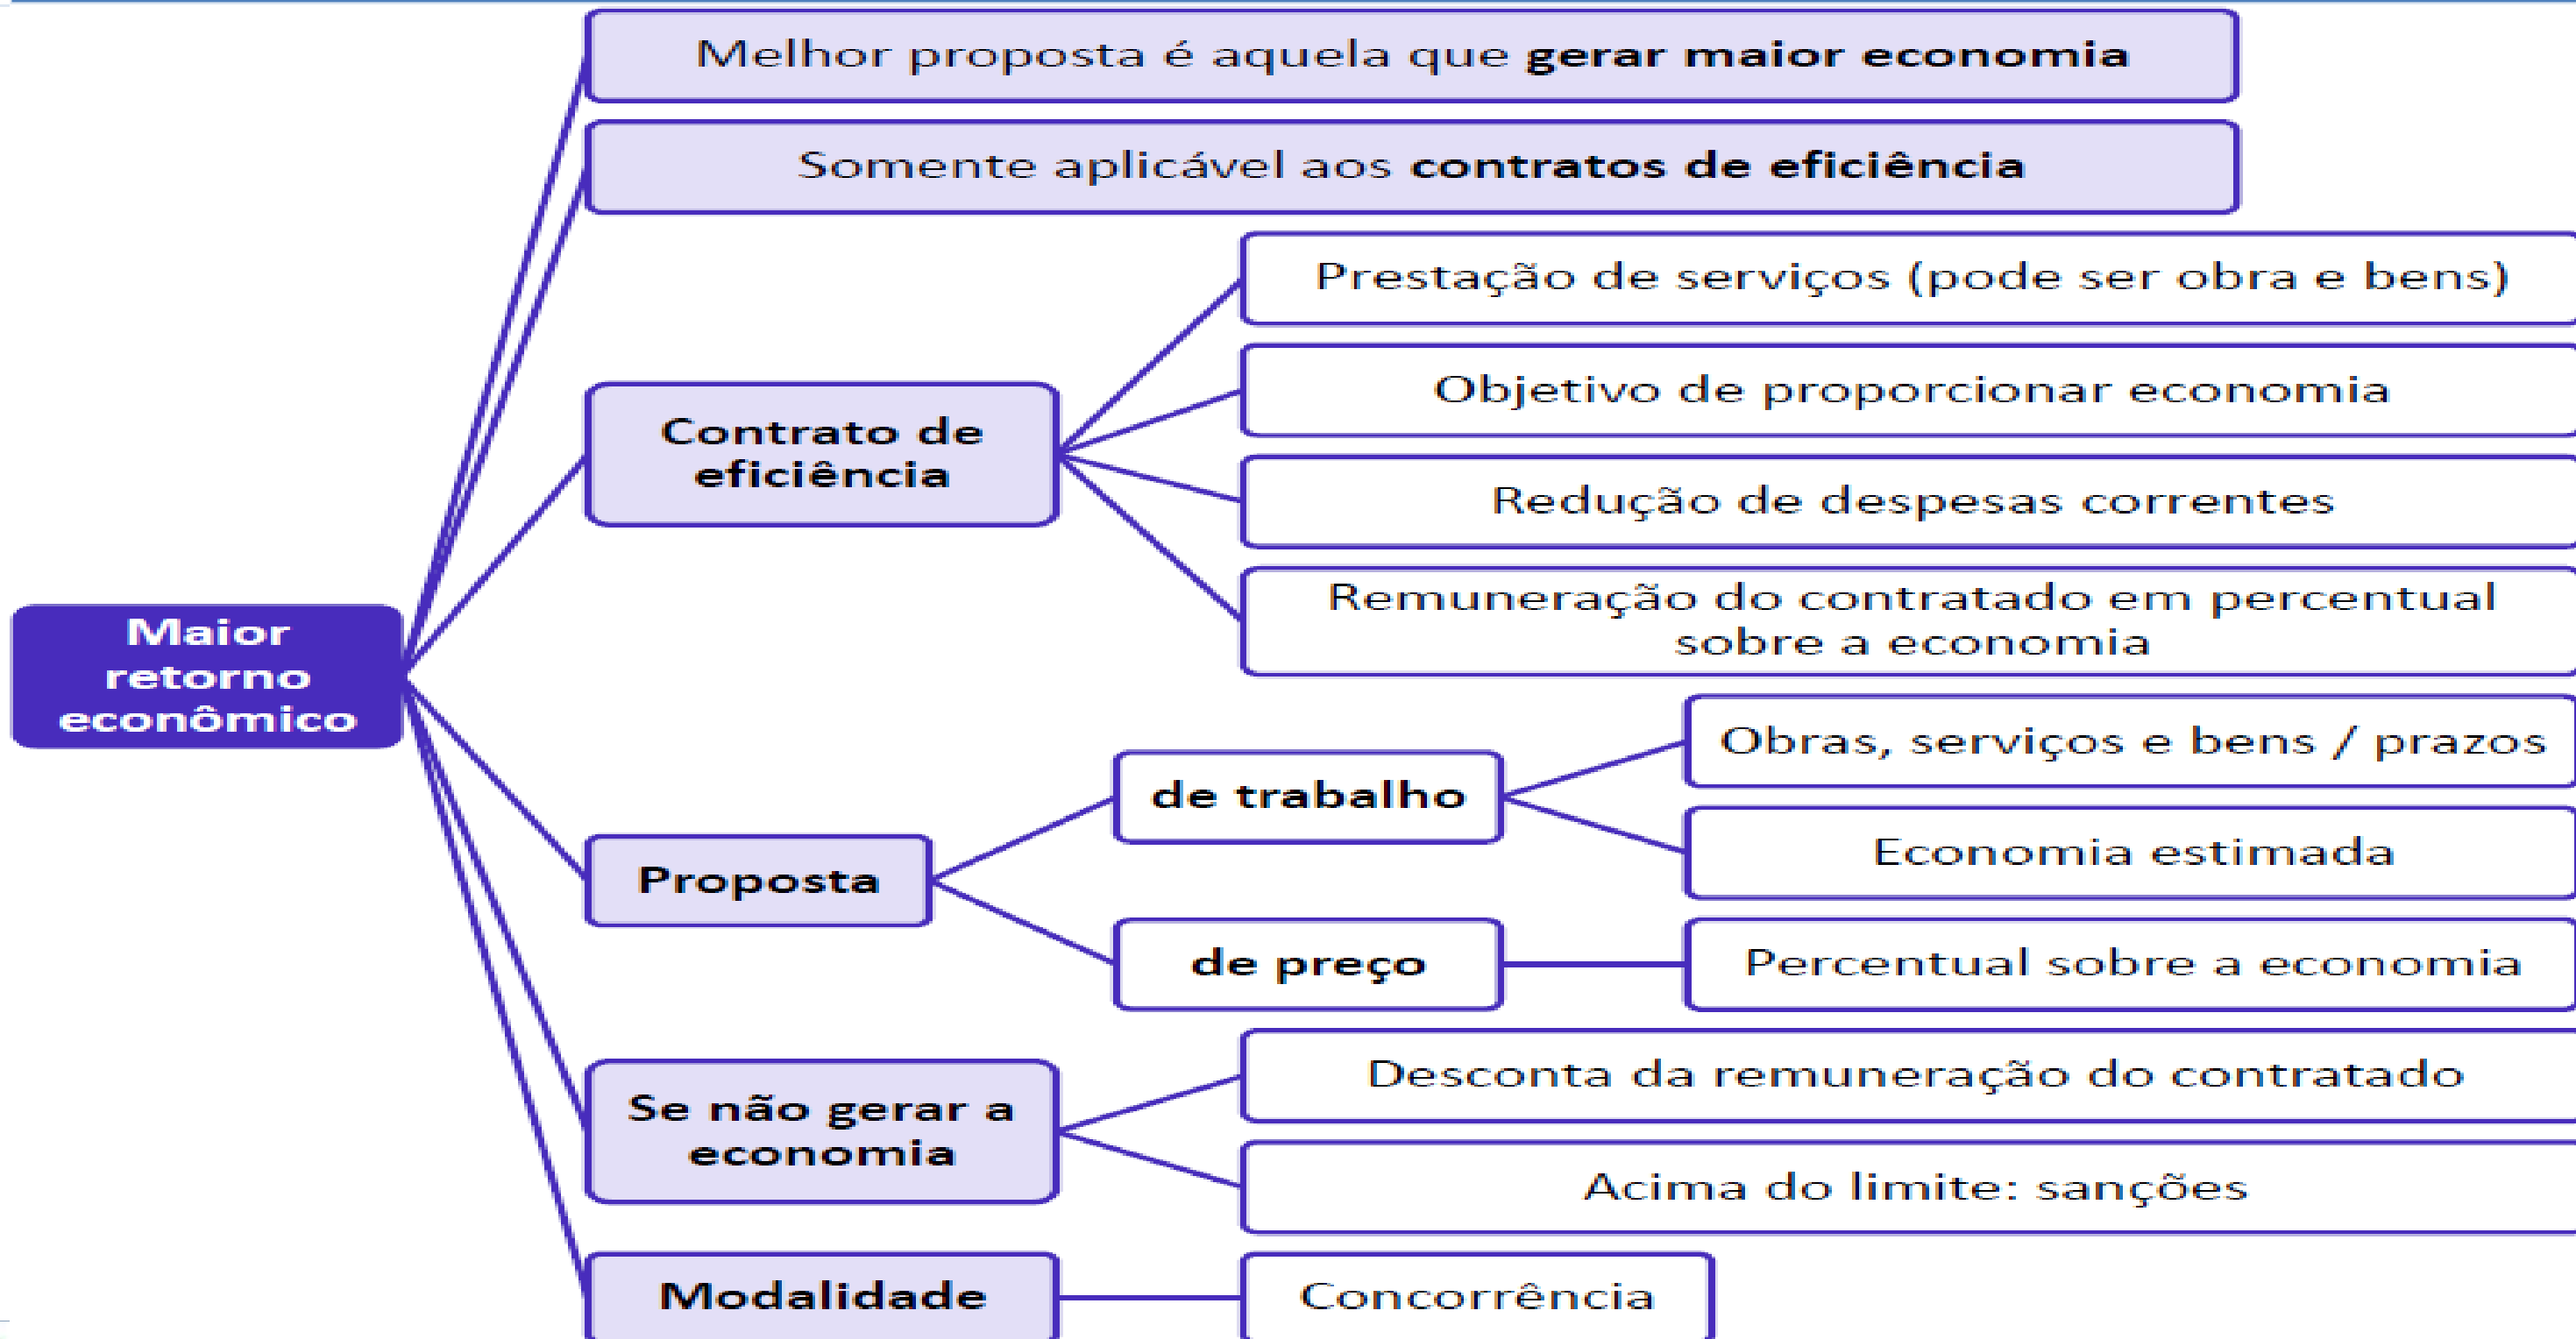 Melhor proposta é aquela que gerar maior economia
Somente aplicável aos contratos de eficiência
Prestação de serviços (pode ser obra e bens)
Objetivo de proporcionar economia
Contrato de
eficiência
Redução de despesas correntes
Remuneração do contratado em percentual
sobre a economia
Maior
retorno
econômico
Obras, serviços e bens / prazos
de trabalho
Economia estimada
Proposta
de preço
Percentual sobre a economia
Desconta da remuneração do contratado
Se não gerar a
economia
Acima do limite: sanções
Modalidade
Concorrência